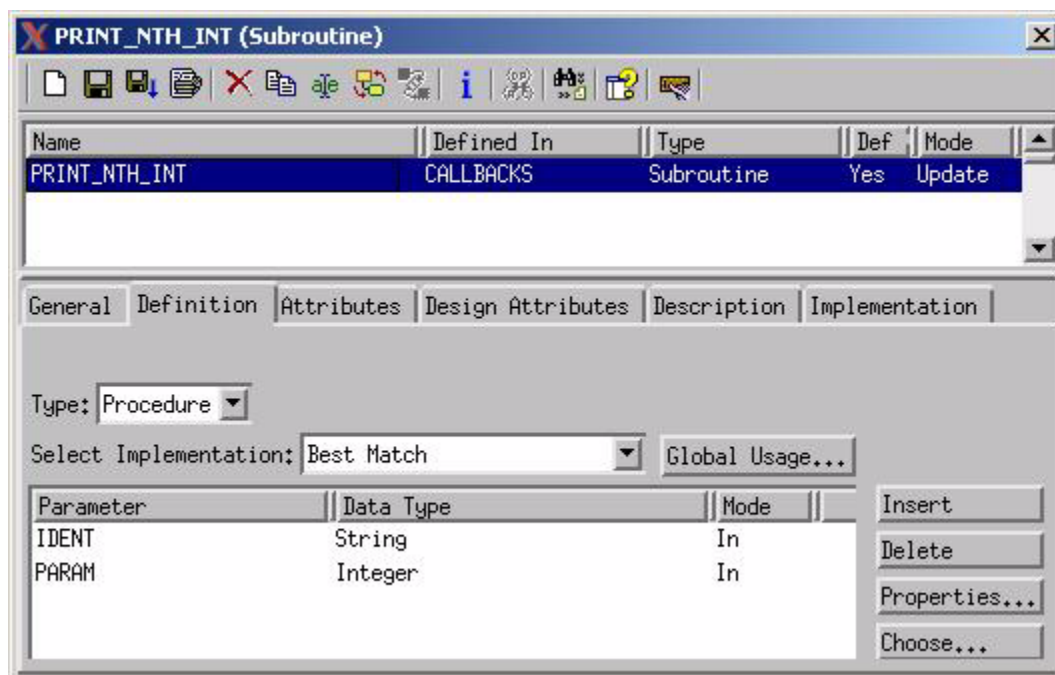 PRINT_NTH_INT (Subroutine)
Name Defined In Type Def Mode
PRINT_NTH_INT CALLBACKS Subroutine Yes Update
General Definition Attributes Design Attributes Description Implementation
Type: Procedure
Select Implementation: Best Match Global Usage...
Parameter Data Type Mode Insert
IDENT String In
Delete
PARAM Integer In
Properties...
Choose...